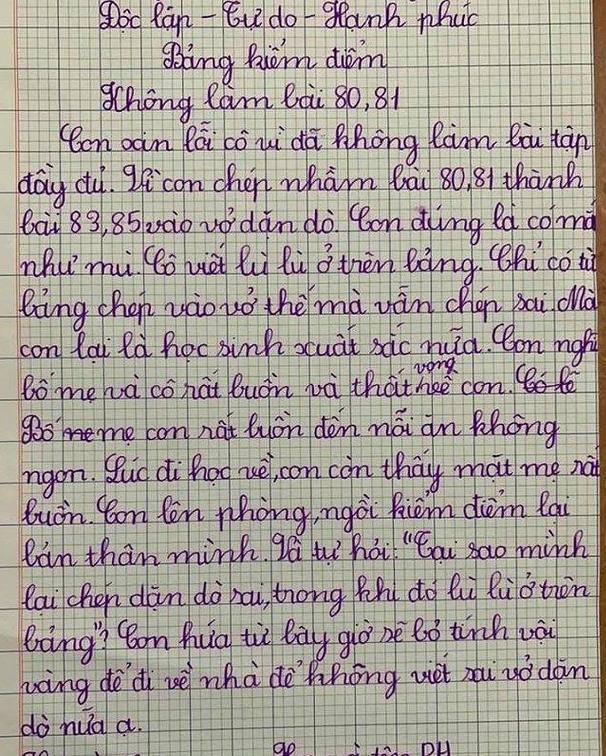 Độc lập - Tự do - Hạnh phúc
Bảng kiểm điểm
Không làm bài 80,81
Con xin lỗi cô vì đã không làm bài tập
đầy đủ. Vì con chép nhầm bài 80,81 thành
bài 83,85 vào vở dặn dò. Con đúng là có mắ
như mù. Cô viết lù lù ở trên bảng. Chỉ có từ
bảng chép vào vở thế mà vẫn chép sai. Mà
con lại là học sinh xuất sắc nữa. Con nghĩ
bố mẹ và cô rất buồn và thất vọng con.
Bố mẹ con rất buồn đến nỗi ăn không
ngon. Lúc đi học về, con còn thấy mặt mẹ rất
buồn. Con lên phòng, ngồi kiểm điểm lại
bản thân mình. Và tự hỏi: "Tại sao mình
lại chép dặn dò sai, trong khi đó lù lù ở trên
bảng"? Con hứa từ bây giờ sẽ bỏ tính vội
vàng để đi về nhà để không viết sai vở dặn
dò nữa ạ.
PH